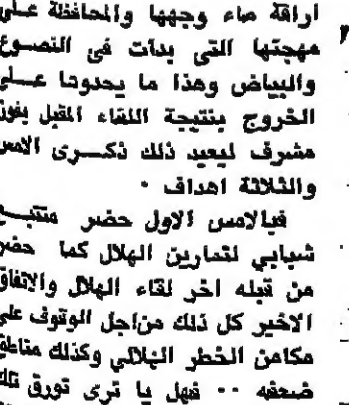 اراقة ماء وجهها والمحافظة على
مهجتها التى بدأت فى النصوع
والبياض وهذا ما يحدوها على
الخروج بنتيجة اللقاء المقبل بفوز
مشرف ليعيد ذلك ذكرى الامس
والثلاثة اهداف .
فبالامس الاول حضر منتبع
شبابي لتمارين الهلال كما حضر
من قبله اخر لقاء الهلال والاتفاق
الاخير كل ذلك من اجل الوقوف على
مكامن الخطر الهلالي وكذلك مناطق
ضعفه .. فهل يا ترى تورق تلك